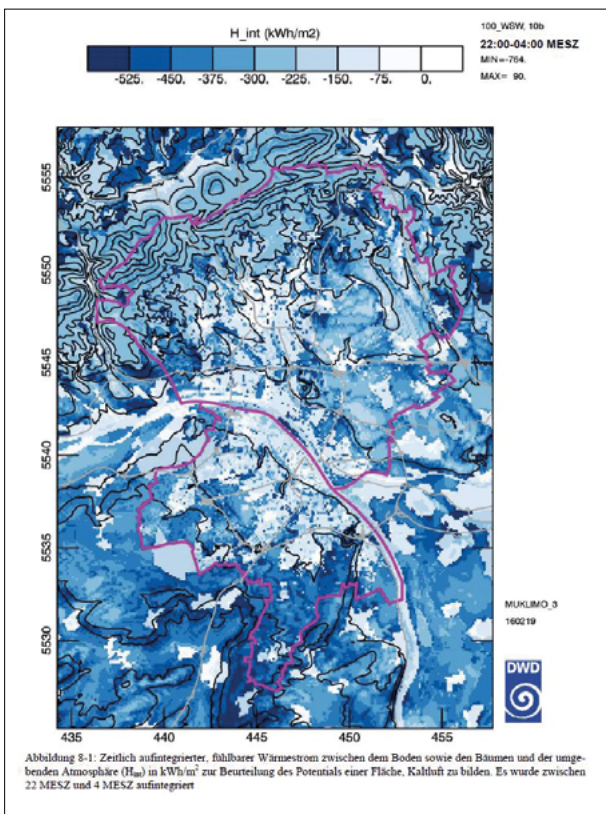 H_int (kWh/m2)
100_WSW, 10b
22:00-04:00 MESZ
MIN=-764.
MAX= 90.
-525. -450. -375. -300. -225. -150. -75. 0.
5555
5550
5545
5540
5535
5530
435 440 445 450 455
MUKLIMO_3
160219
DWD
Abbildung 8-1: Zeitlich aufintegrierter, fühlbarer Wärmestrom zwischen dem Boden sowie den Bäumen und der umge-
benden Atmosphäre (Hint) in kWh/m² zur Beurteilung des Potentials einer Fläche, Kaltluft zu bilden. Es wurde zwischen
22 MESZ und 4 MESZ aufintegriert